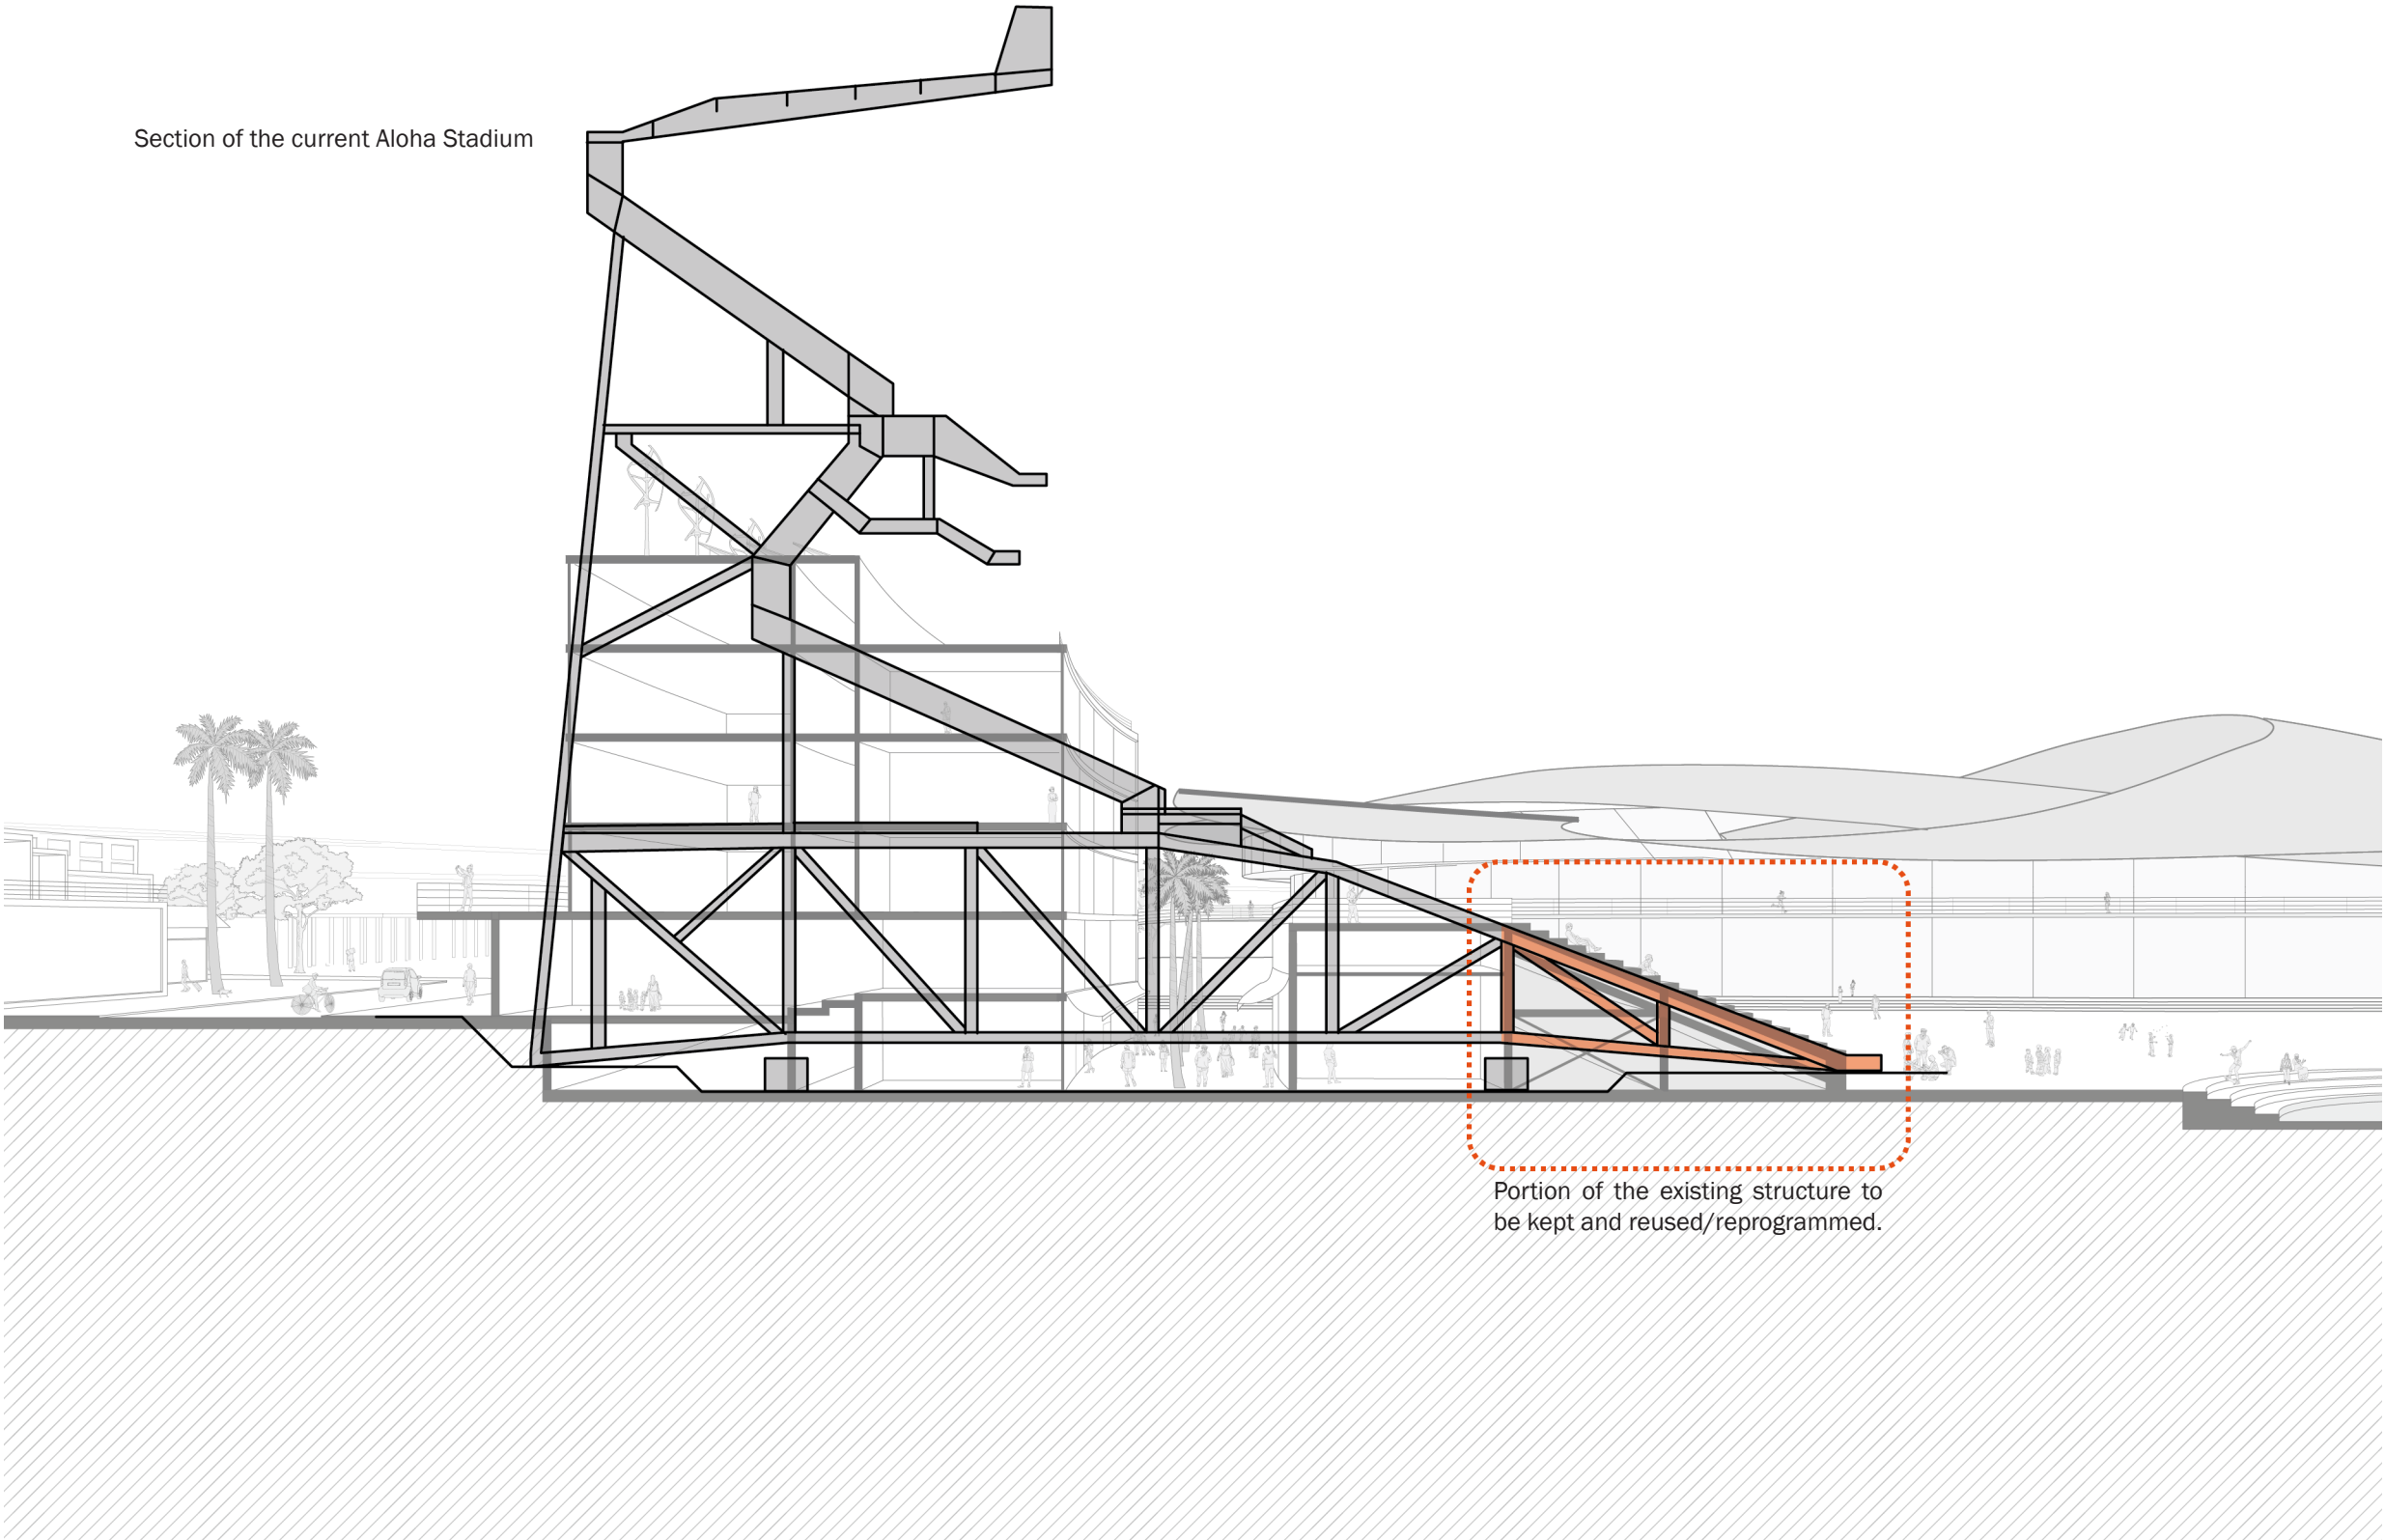 Section of the current Aloha Stadium
Portion of the existing structure to
be kept and reused/reprogrammed.